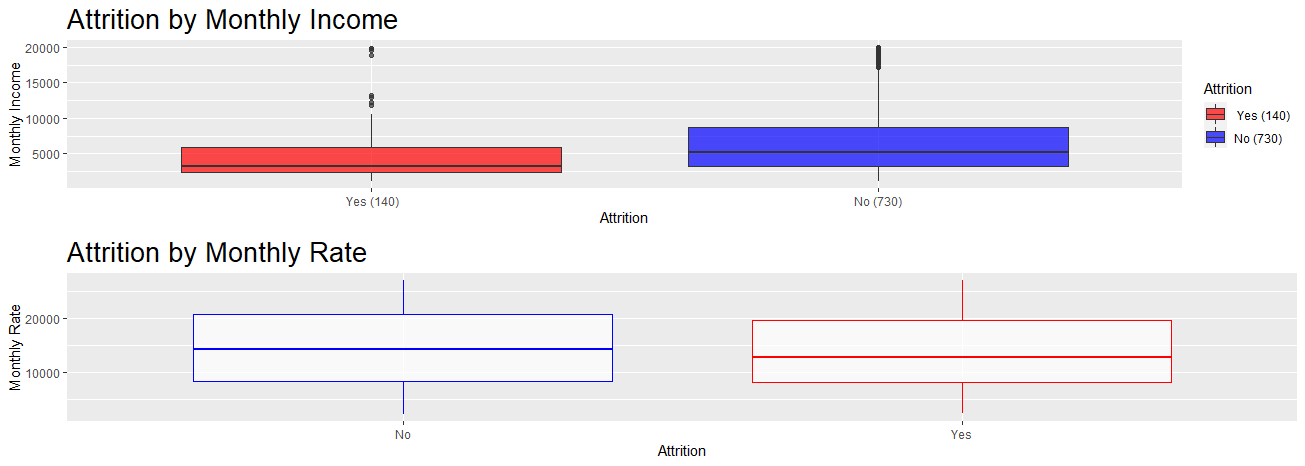 Attrition by Monthly Income
20000
15000
10000
5000
Monthly Income
Yes (140)
No (730)
Attrition
Attrition
Yes (140)
No (730)
Attrition by Monthly Rate
20000
10000
Monthly Rate
No
Yes
Attrition